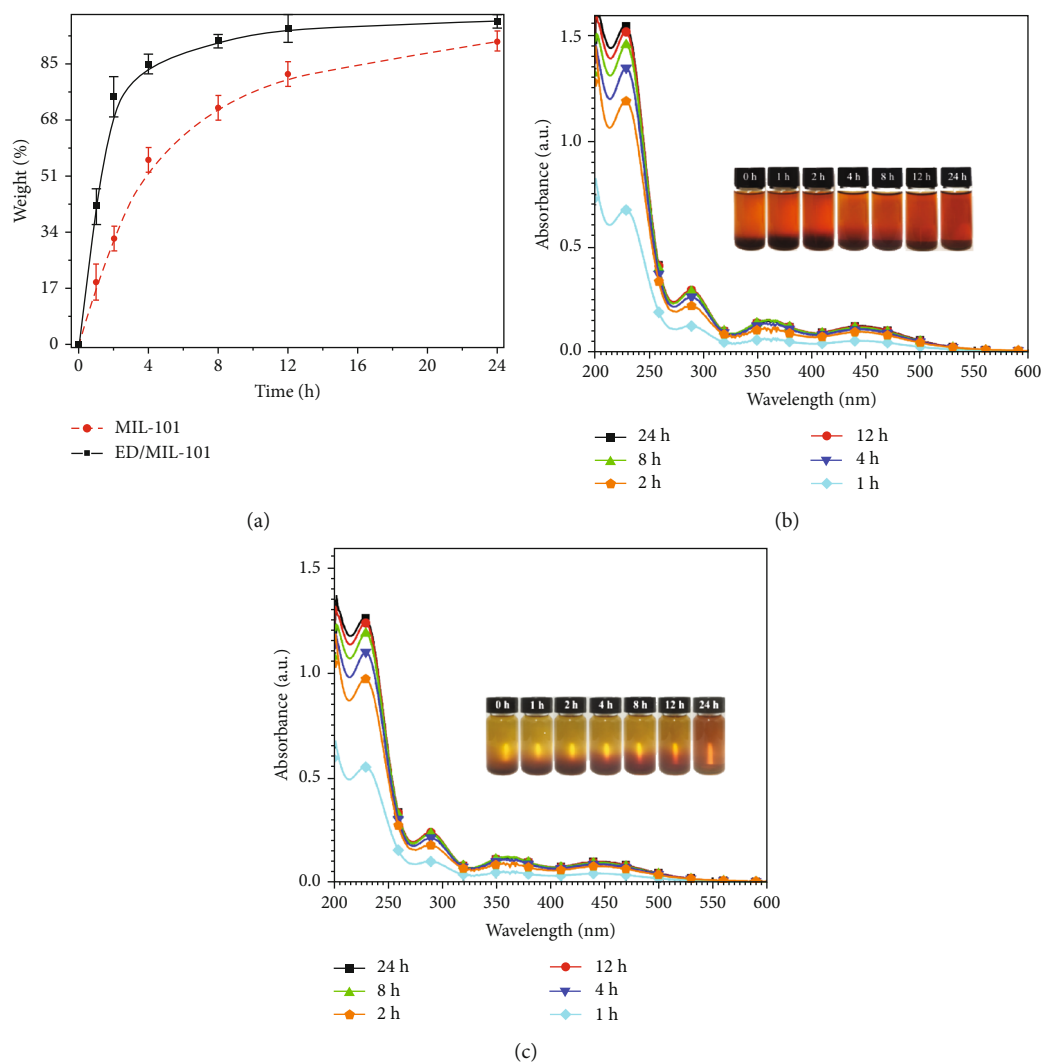 85
68
51
34
17
0
Weight (%)
0 4 8 12 16 20 24
Time (h)
MIL-101
ED/MIL-101
(a)
1.5
1.0
0.5
0.0
Absorbance (a.u.)
0 h 1 h 2 h 4 h 8 h 12 h 24 h
200 250 300 350 400 450 500 550 600
Wavelength (nm)
24 h 12 h
8 h 4 h
2 h 1 h
(b)
1.5
1.0
0.5
0.0
Absorbance (a.u.)
0 h 1 h 2 h 4 h 8 h 12 h 24 h
200 250 300 350 400 450 500 550 600
Wavelength (nm)
24 h 12 h
8 h 4 h
2 h 1 h
(c)